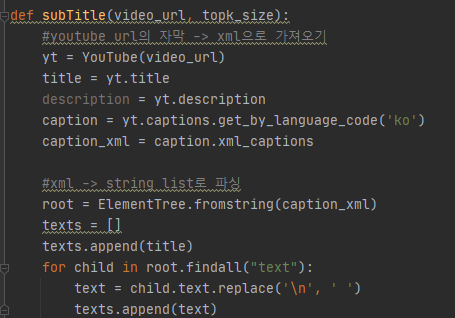 def subTitle(video_url, topk_size):
#youtube url의 자막 -> xml으로 가져오기
yt = YouTube(video_url)
title = yt.title
description = yt.description
caption = yt.captions.get_by_language_code('ko')
caption_xml = caption.xml_captions
#xml -> string list로 파싱
root = ElementTree.fromstring(caption_xml)
texts = []
texts.append(title)
for child in root.findall("text"):
text = child.text.replace('\n', ' ')
texts.append(text)